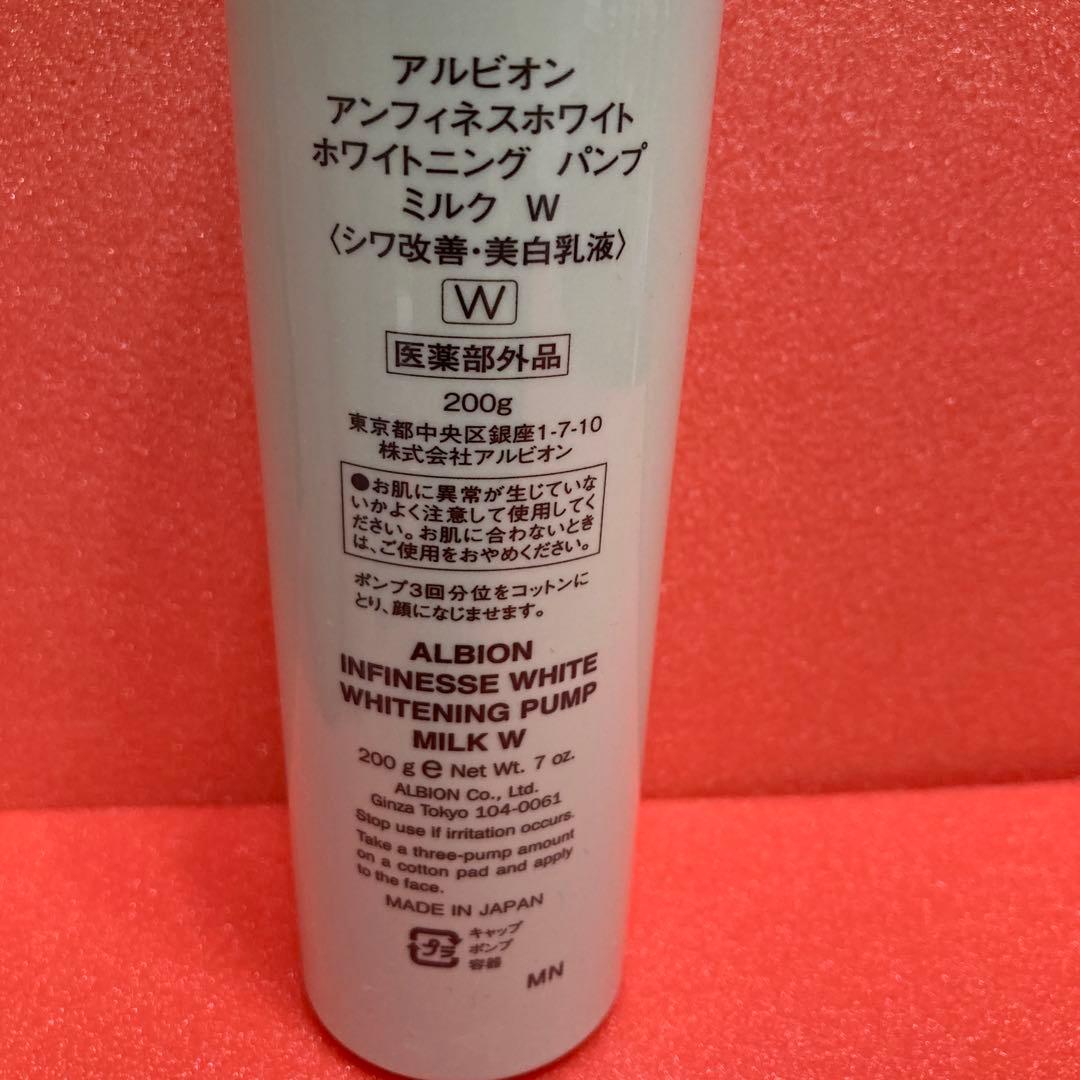 アルビオン
アンフィネスホワイト
ホワイトニング パンプ
ミルク W
〈シワ改善・美白乳液〉
W
医薬部外品
200g
東京都中央区銀座1-7-10
株式会社アルビオン
●お肌に異常が生じていな
いかよく注意して使用してく
ださい。お肌に合わないとき
は、ご使用をおやめください。
ポンプ3回分位をコットンに
とり、顔になじませます。
ALBION
INFINESSE WHITE
WHITENING PUMP
MILK W
200 g e Net Wt. 7 oz.
ALBION Co., Ltd.
Ginza Tokyo 104-0061
Stop use if irritation occurs.
Take a three-pump amount
on a cotton pad and apply
to the face.
MADE IN JAPAN
プラ
キャップ
ポンプ
容器
MN